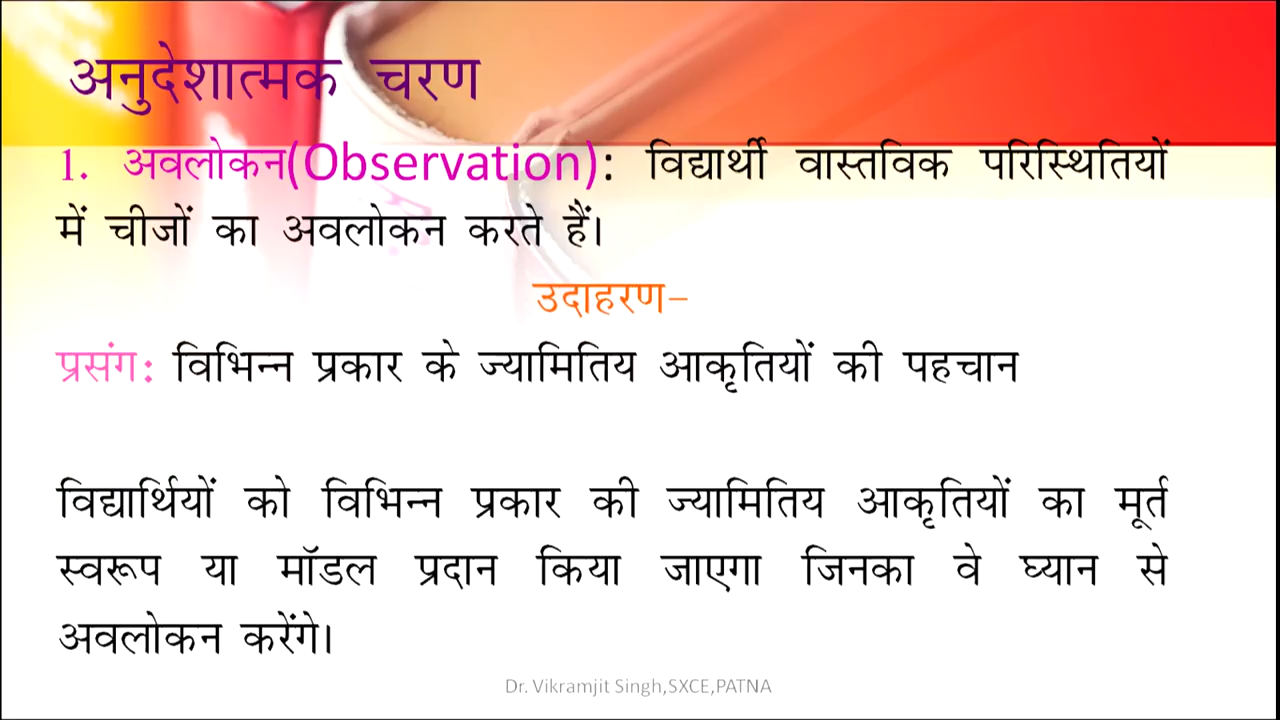 अनुदेशात्मक चरण
1. अवलोकन(Observation): विद्यार्थी वास्तविक परिस्थितियों
में चीजों का अवलोकन करते हैं।
उदाहरण–
प्रसंग: विभिन्न प्रकार के ज्यामितिय आकृतियों की पहचान
विद्यार्थियों को विभिन्न प्रकार की ज्यामितिय आकृतियों का मूर्त
स्वरूप या मॉडल प्रदान किया जाएगा जिनका वे घ्यान से
अवलोकन करेंगे।
Dr. Vikramjit Singh,SXCE,PATNA